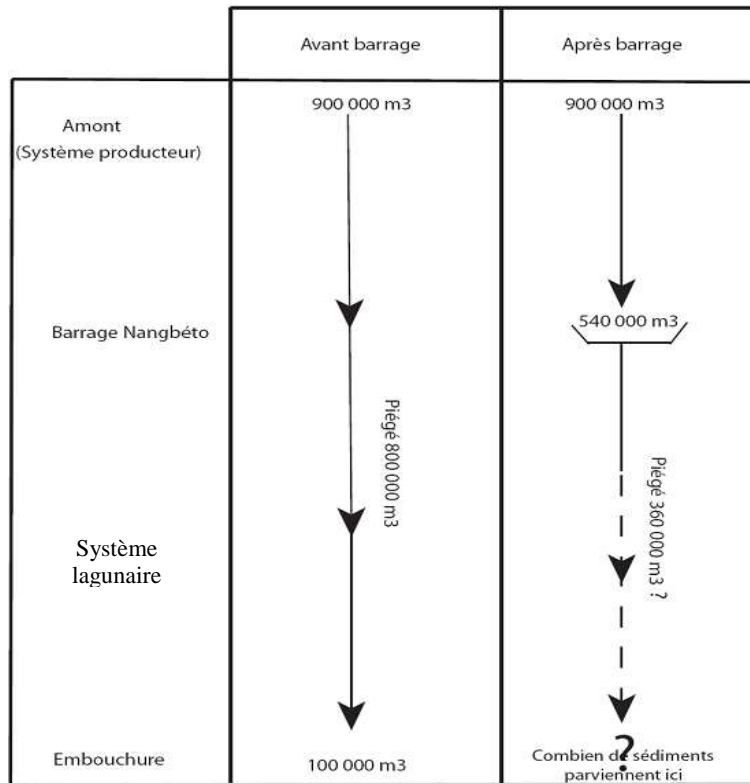 Avant barrage
Après barrage
Amont
(Système producteur)
900 000 m3
900 000 m3
Barrage Nangbéto
540 000 m3
Piégé 800 000 m3
Piégé 360 000 m3 ?
Système
lagunaire
Embouchure
100 000 m3
?
Combien de sédiments
parviennent ici